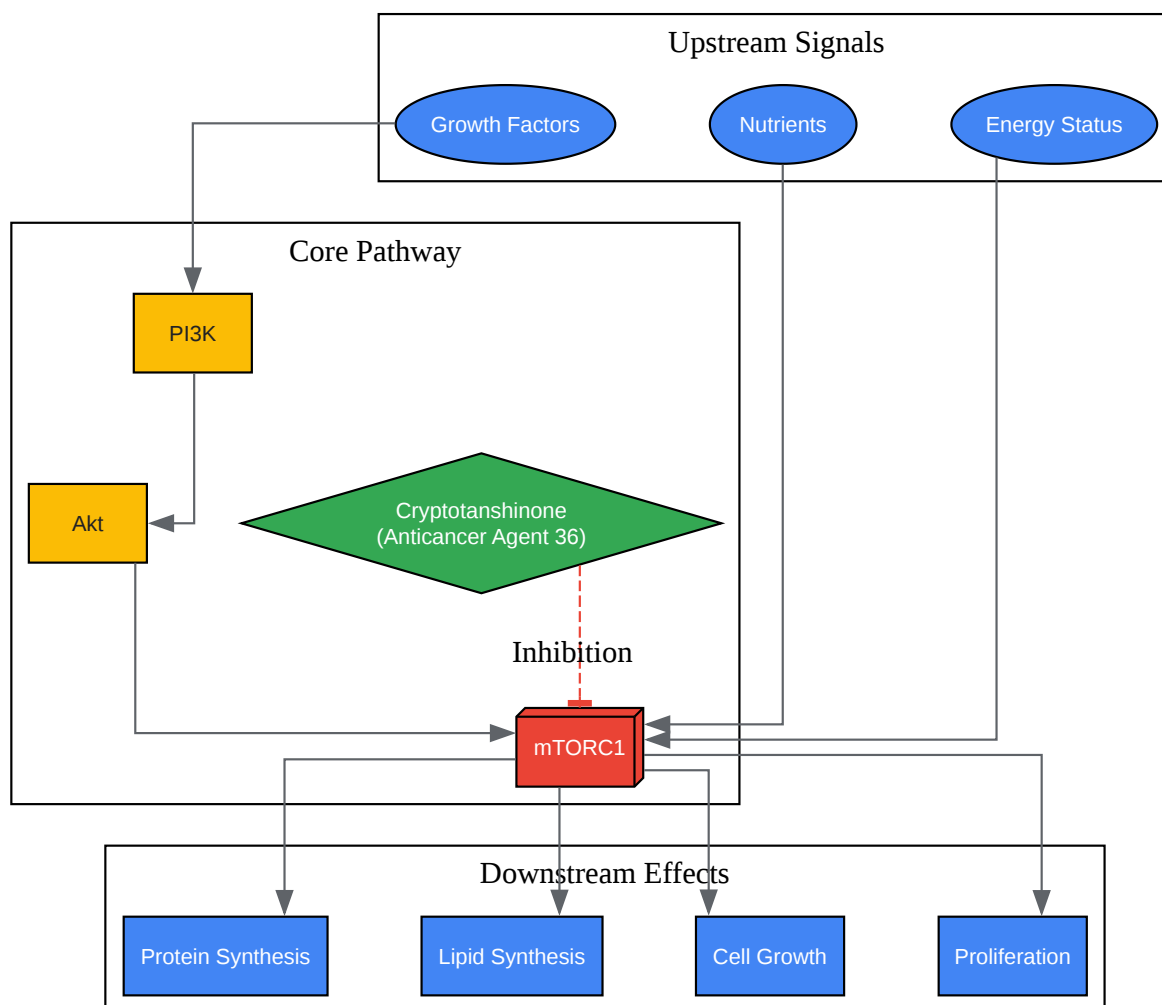 Upstream Signals
Growth Factors
Nutrients
Energy Status
Core Pathway
PI3K
Akt
Cryptotanshinone
(Anticancer Agent 36)
Inhibition
mTORC1
Downstream Effects
Protein Synthesis
Lipid Synthesis
Cell Growth
Proliferation